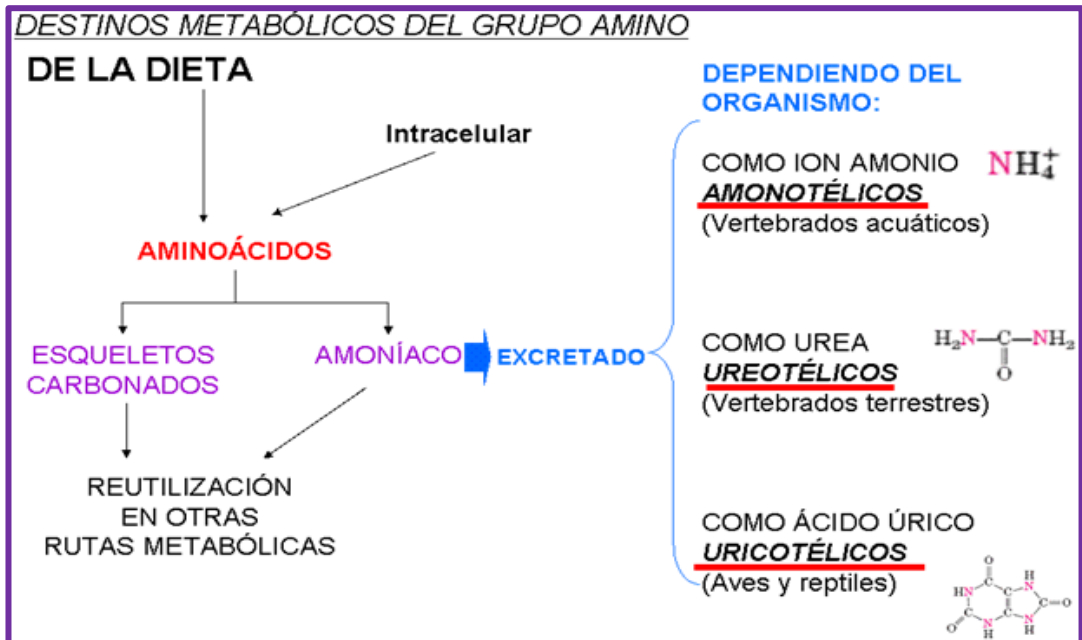 DESTINOS METABÓLICOS DEL GRUPO AMINO
DE LA DIETA
Intracelular
AMINOÁCIDOS
ESQUELETOS
CARBONADOS
AMONÍACO
EXCRETADO
REUTILIZACIÓN
EN OTRAS
RUTAS METABÓLICAS
DEPENDIENDO DEL
ORGANISMO:
COMO ION AMONIO NH₄⁺
AMONOTÉLICOS
(Vertebrados acuáticos)
COMO UREA
UREOTÉLICOS
(Vertebrados terrestres)
H₂N—C—NH₂
O
COMO ÁCIDO ÚRICO
URICOTÉLICOS
(Aves y reptiles)
O
H
C
N
HN
C
C
C
C
O
O
N
H
N
H